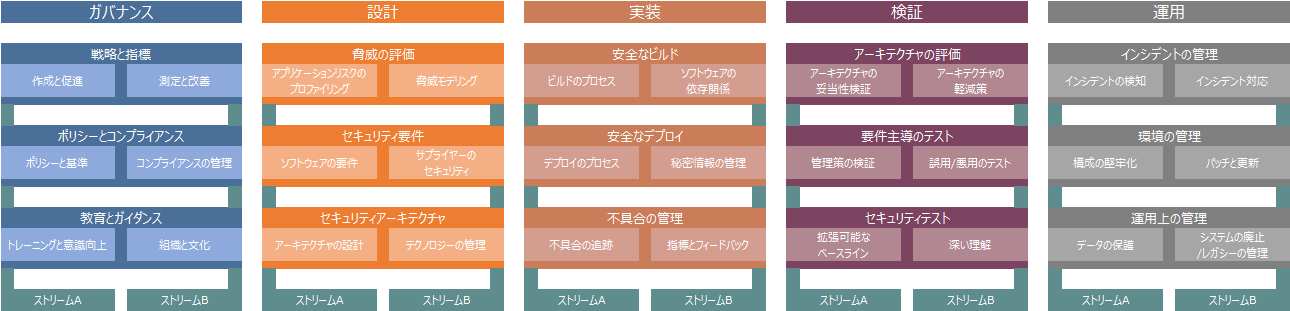 ガバナンス
設計
実装
検証
運用
戦略と指標
脅威の評価
安全なビルド
アーキテクチャの評価
インシデントの管理
作成と促進
測定と改善
アプリケーションリスクの
プロファイリング
脅威モデリング
ビルドのプロセス
ソフトウェアの
依存関係
アーキテクチャの
妥当性検証
アーキテクチャの
軽減策
インシデントの検知
インシデント対応
ポリシーとコンプライアンス
セキュリティ要件
安全なデプロイ
要件主導のテスト
環境の管理
ポリシーと基準
コンプライアンスの管理
ソフトウェアの要件
サプライヤーの
セキュリティ
デプロイのプロセス
秘密情報の管理
管理策の検証
誤用/悪用のテスト
構成の堅牢化
パッチと更新
教育とガイダンス
セキュリティアーキテクチャ
不具合の管理
セキュリティテスト
運用上の管理
トレーニングと意識向上
組織と文化
アーキテクチャの設計
テクノロジーの管理
不具合の追跡
指標とフィードバック
拡張可能な
ベースライン
深い理解
データの保護
システムの廃止
/レガシーの管理
ストリームA
ストリームB
ストリームA
ストリームB
ストリームA
ストリームB
ストリームA
ストリームB
ストリームA
ストリームB